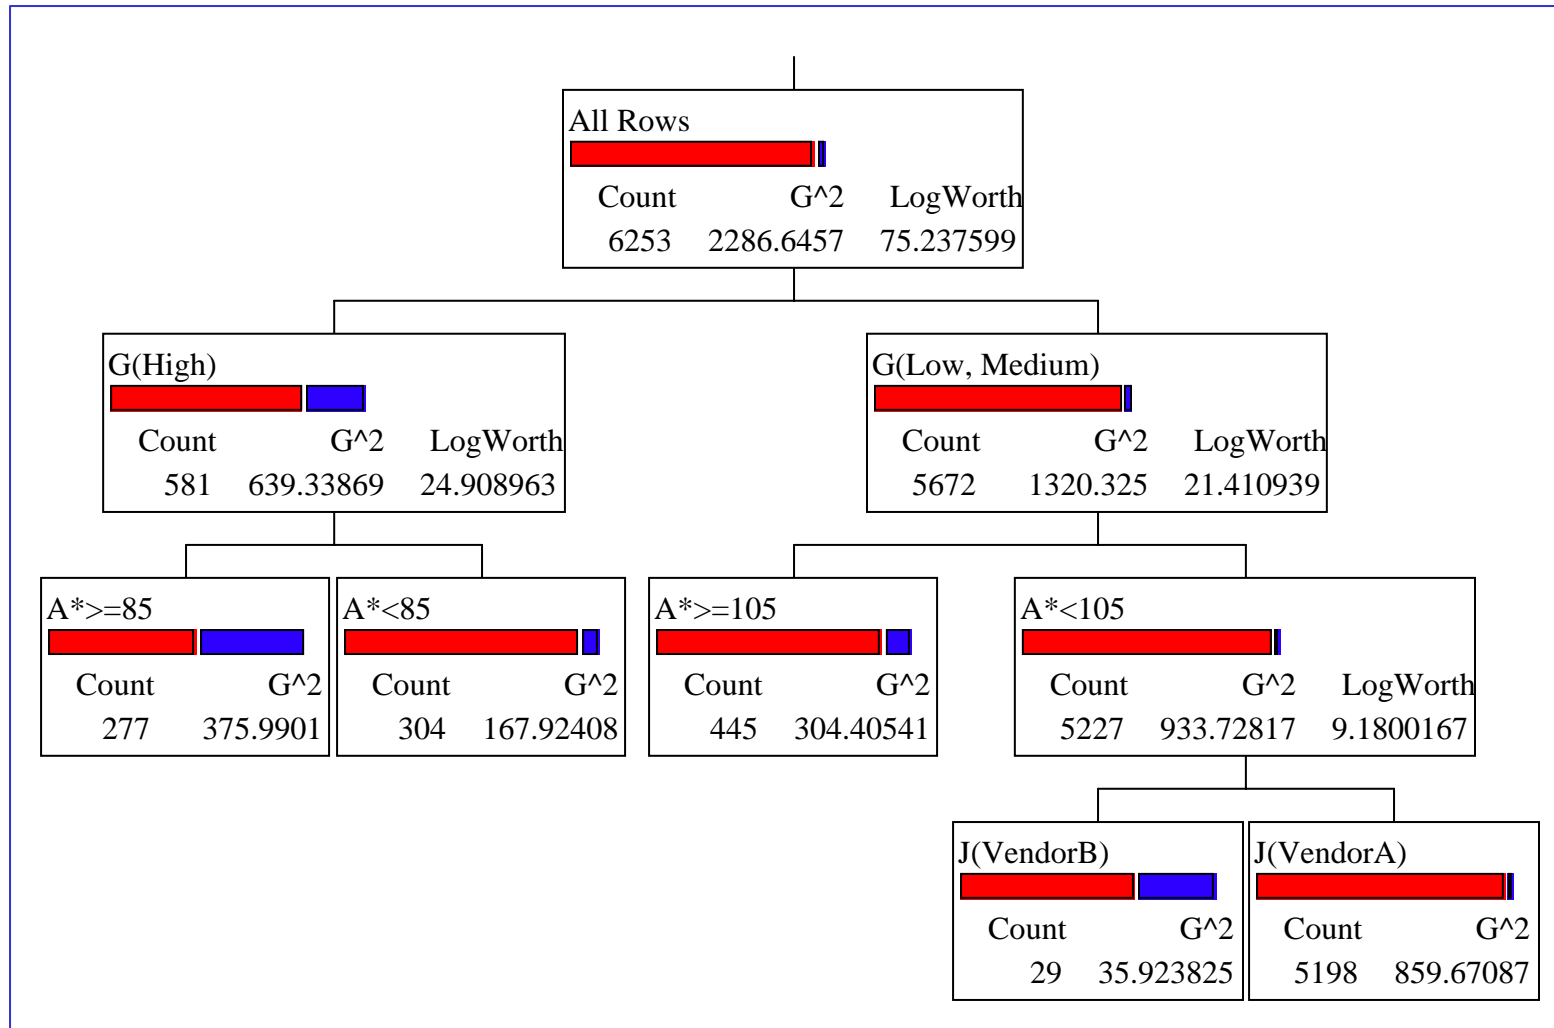 All Rows
Count G^2 LogWorth
6253 2286.6457 75.237599
G(High)
Count G^2 LogWorth
581 639.33869 24.908963
G(Low, Medium)
Count G^2 LogWorth
5672 1320.325 21.410939
A*>=85
Count G^2
277 375.9901
A*<85
Count G^2
304 167.92408
A*>=105
Count G^2
445 304.40541
A*<105
Count G^2 LogWorth
5227 933.72817 9.1800167
J(VendorB)
Count G^2
29 35.923825
J(VendorA)
Count G^2
5198 859.67087